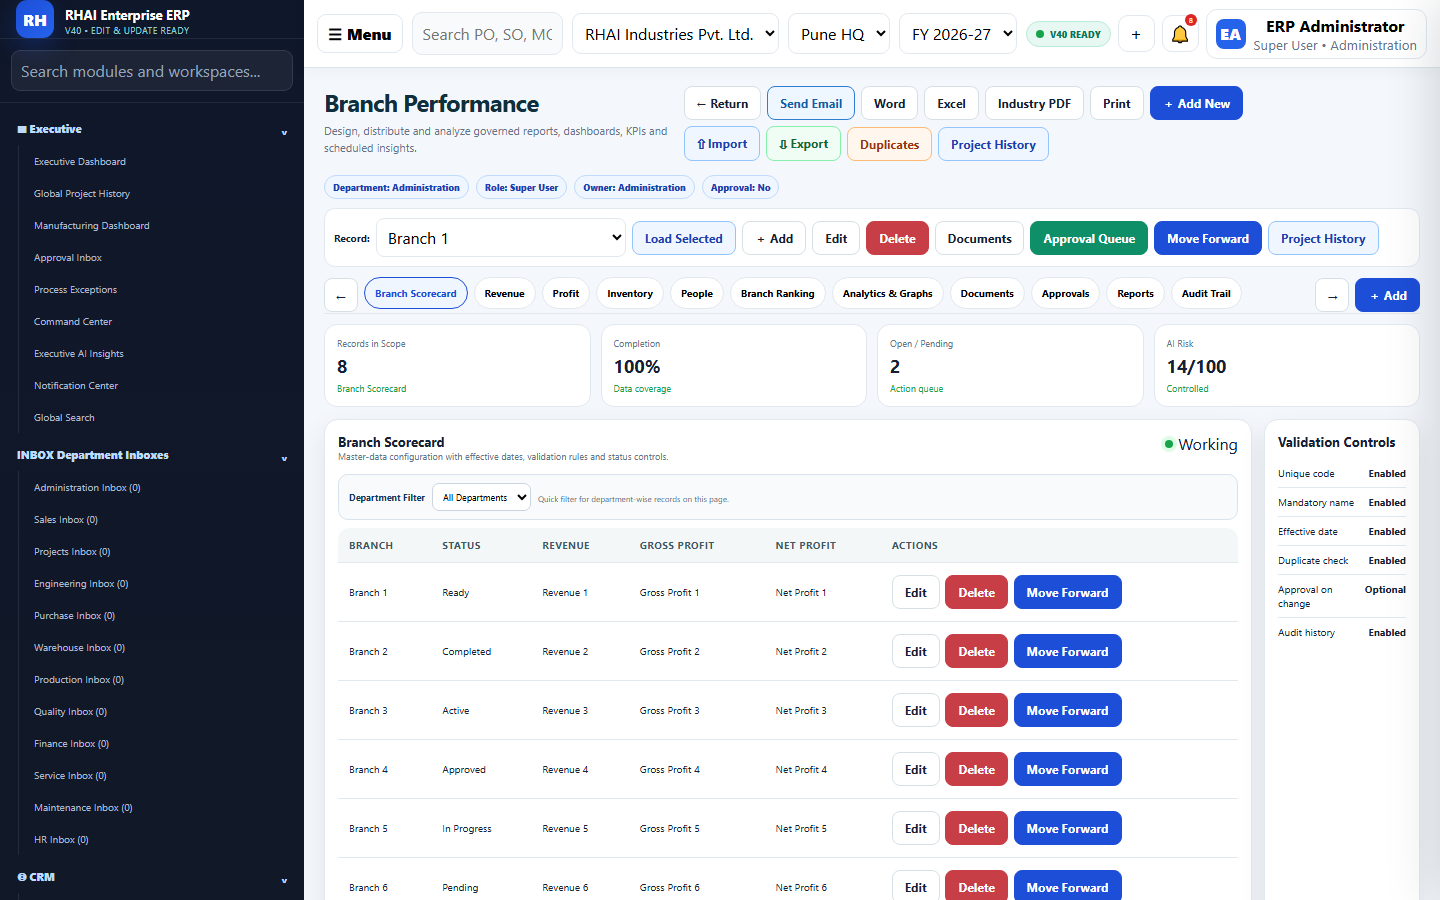 RH
RHAI Enterprise ERP
V40 • EDIT & UPDATE READY
Search modules and workspaces...
Executive
Executive Dashboard
Global Project History
Manufacturing Dashboard
Approval Inbox
Process Exceptions
Command Center
Executive AI Insights
Notification Center
Global Search
INBOX Department Inboxes
Administration Inbox (0)
Sales Inbox (0)
Projects Inbox (0)
Engineering Inbox (0)
Purchase Inbox (0)
Warehouse Inbox (0)
Production Inbox (0)
Quality Inbox (0)
Finance Inbox (0)
Service Inbox (0)
Maintenance Inbox (0)
HR Inbox (0)
CRM
☰ Menu
Search PO, SO, MO
RHAI Industries Pvt. Ltd.
Pune HQ
FY 2026-27
V40 READY
+
8
EA
ERP Administrator
Super User • Administration
Branch Performance
Design, distribute and analyze governed reports, dashboards, KPIs and
scheduled insights.
← Return
Send Email
Word
Excel
Industry PDF
Print
+ Add New
⇧ Import
⇩ Export
Duplicates
Project History
Department: Administration
Role: Super User
Owner: Administration
Approval: No
Record:
Branch 1
Load Selected
+ Add
Edit
Delete
Documents
Approval Queue
Move Forward
Project History
←
Branch Scorecard
Revenue
Profit
Inventory
People
Branch Ranking
Analytics & Graphs
Documents
Approvals
Reports
Audit Trail
→
+ Add
Records in Scope
8
Branch Scorecard
Completion
100%
Data coverage
Open / Pending
2
Action queue
AI Risk
14/100
Controlled
Branch Scorecard
Master-data configuration with effective dates, validation rules and status controls.
Working
Department Filter
All Departments
Quick filter for department-wise records on this page.
BRANCH STATUS REVENUE GROSS PROFIT NET PROFIT ACTIONS
Branch 1 Ready Revenue 1 Gross Profit 1 Net Profit 1 Edit Delete Move Forward
Branch 2 Completed Revenue 2 Gross Profit 2 Net Profit 2 Edit Delete Move Forward
Branch 3 Active Revenue 3 Gross Profit 3 Net Profit 3 Edit Delete Move Forward
Branch 4 Approved Revenue 4 Gross Profit 4 Net Profit 4 Edit Delete Move Forward
Branch 5 In Progress Revenue 5 Gross Profit 5 Net Profit 5 Edit Delete Move Forward
Branch 6 Pending Revenue 6 Gross Profit 6 Net Profit 6 Edit Delete Move Forward
Validation Controls
Unique code Enabled
Mandatory name Enabled
Effective date Enabled
Duplicate check Enabled
Approval on change Optional
Audit history Enabled